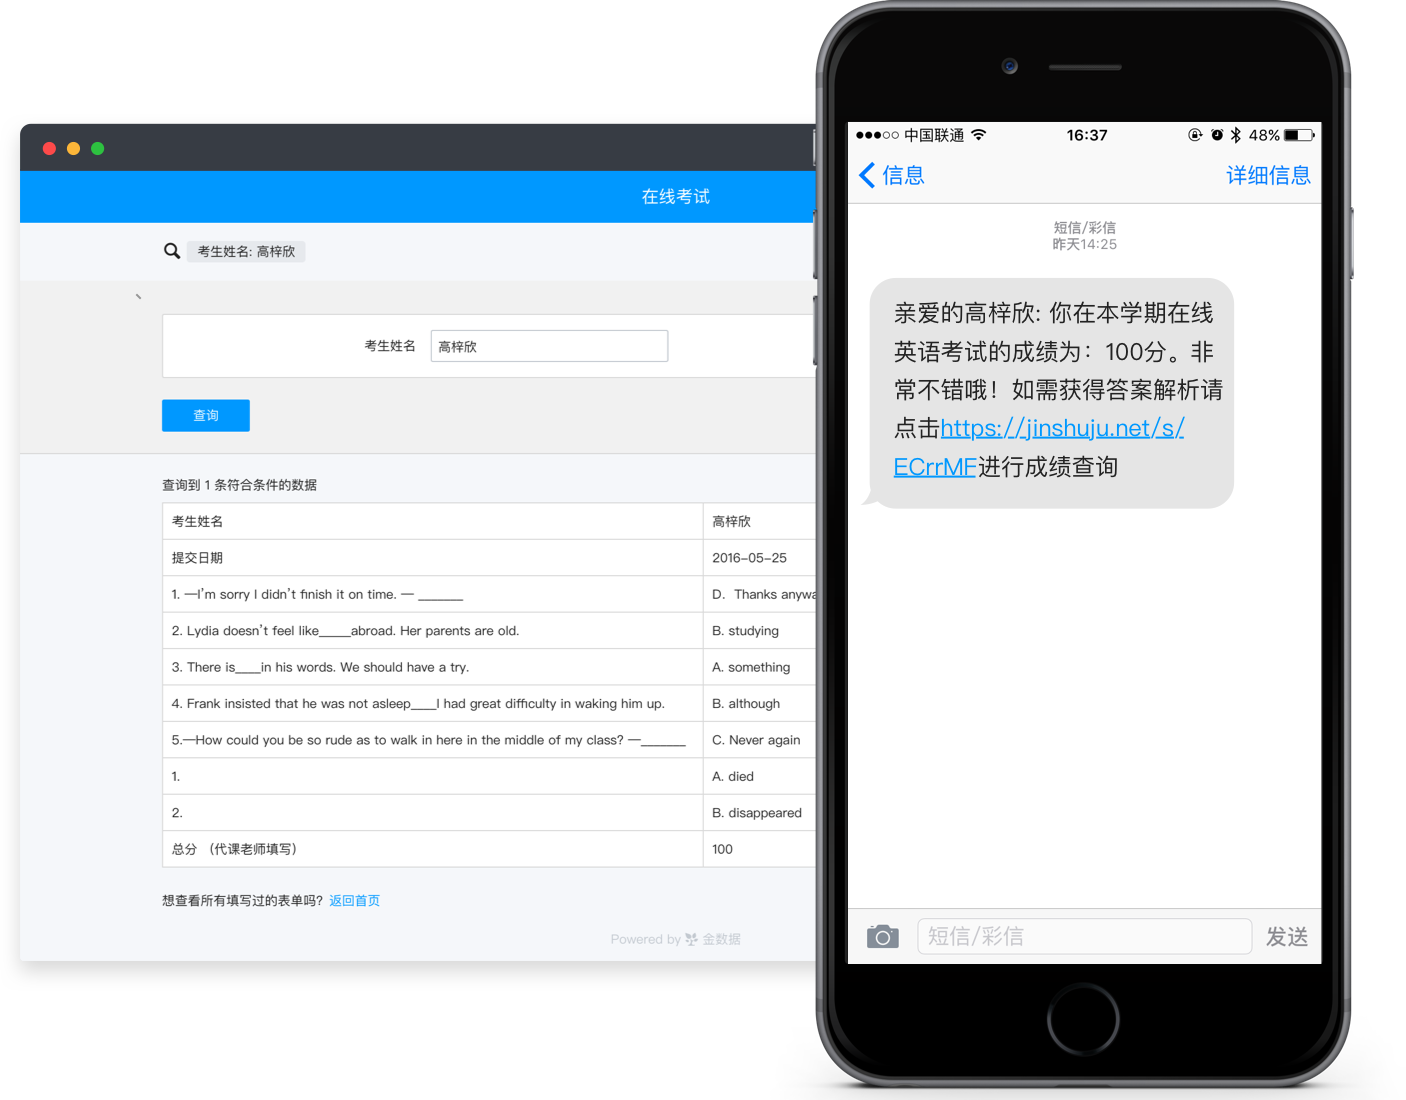 在线考试
考生姓名: 高梓欣
考生姓名 高梓欣
查询
查询到 1 条符合条件的数据
考生姓名 高梓欣
提交日期 2016-05-25
1. —I'm sorry I didn't finish it on time. — _______ D. Thanks anywa
2. Lydia doesn't feel like_____abroad. Her parents are old. B. studying
3. There is____in his words. We should have a try. A. something
4. Frank insisted that he was not asleep____I had great difficulty in waking him up. B. although
5.—How could you be so rude as to walk in here in the middle of my class? —_______ C. Never again
1. A. died
2. B. disappeared
总分 （代课老师填写） 100
想查看所有填写过的表单吗? 返回首页
Powered by 金数据
中国联通 16:37 48%
信息 详细信息
短信/彩信
昨天14:25
亲爱的高梓欣: 你在本学期在线
英语考试的成绩为：100分。非
常不错哦！如需获得答案解析请
点击https://jinshuju.net/s/
ECrrMF进行成绩查询
短信/彩信 发送